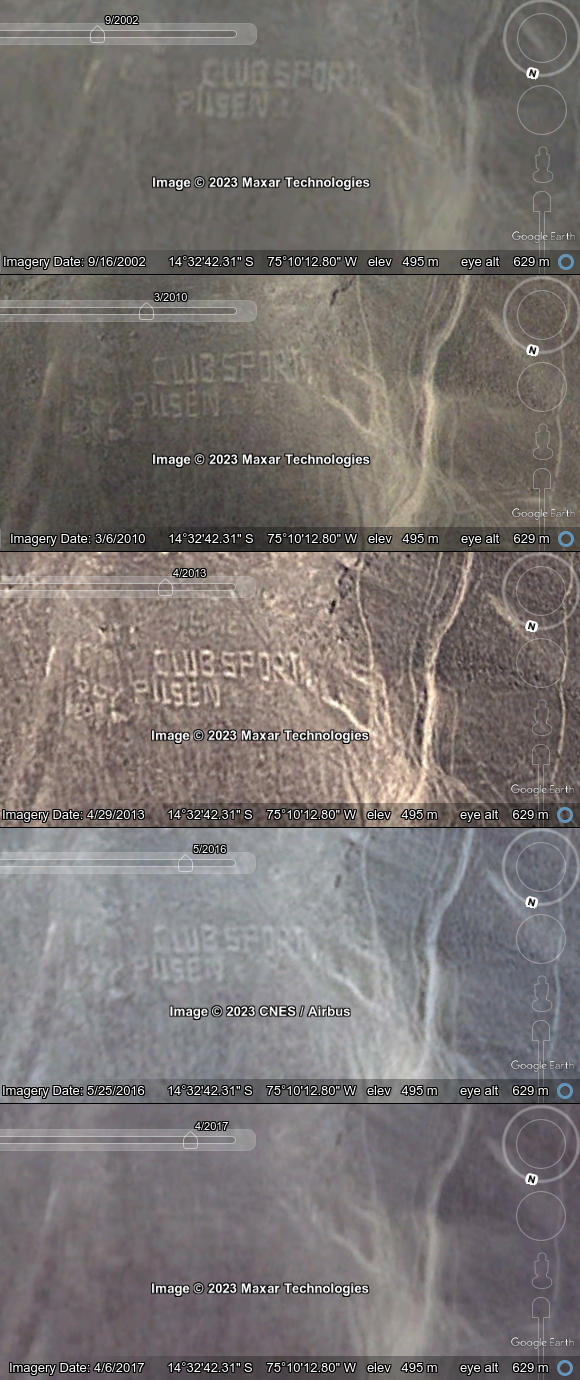 9/2002
CLUB SPORT
PILSEN
N
Image © 2023 Maxar Technologies
Google Earth
Imagery Date: 9/16/2002 14°32'42.31" S 75°10'12.80" W elev 495 m eye alt 629 m
3/2010
CLUB SPORT
PILSEN
N
Image © 2023 Maxar Technologies
Google Earth
Imagery Date: 3/6/2010 14°32'42.31" S 75°10'12.80" W elev 495 m eye alt 629 m
4/2013
CLUB SPORT
PILSEN
N
Image © 2023 Maxar Technologies
Google Earth
Imagery Date: 4/29/2013 14°32'42.31" S 75°10'12.80" W elev 495 m eye alt 629 m
5/2016
CLUB SPORT
PILSEN
N
Image © 2023 CNES / Airbus
Google Earth
Imagery Date: 5/25/2016 14°32'42.31" S 75°10'12.80" W elev 495 m eye alt 629 m
4/2017
N
Image © 2023 Maxar Technologies
Google Earth
Imagery Date: 4/6/2017 14°32'42.31" S 75°10'12.80" W elev 495 m eye alt 629 m